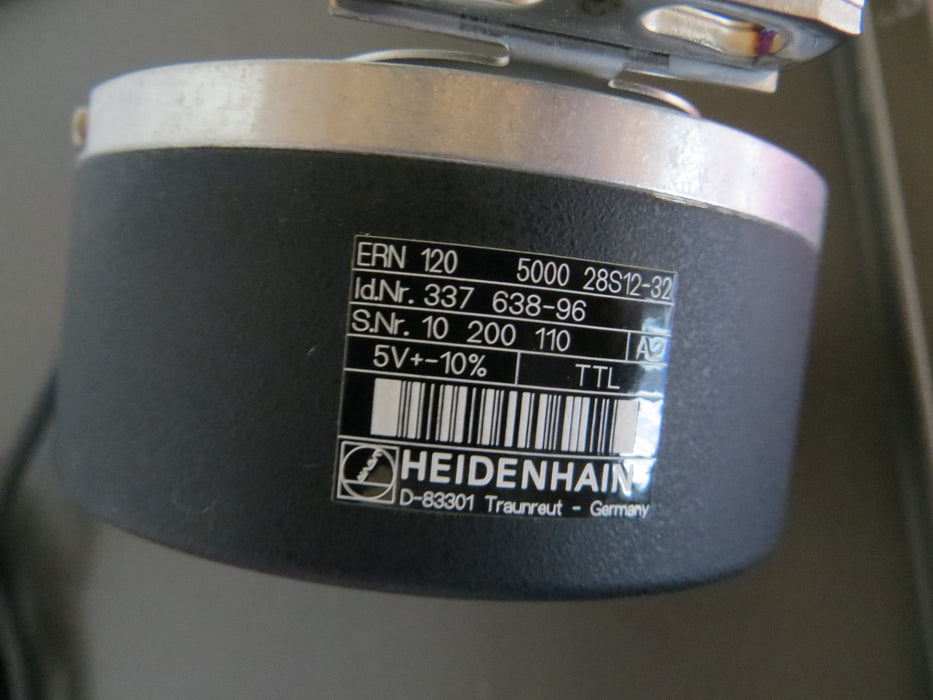 ERN 120 5000 28S12-32
Id.Nr. 337 638-96
S.Nr. 10 200 110 A2
5V+-10% TTL
HEIDENHAIN
D-83301 Traunreut - Germany